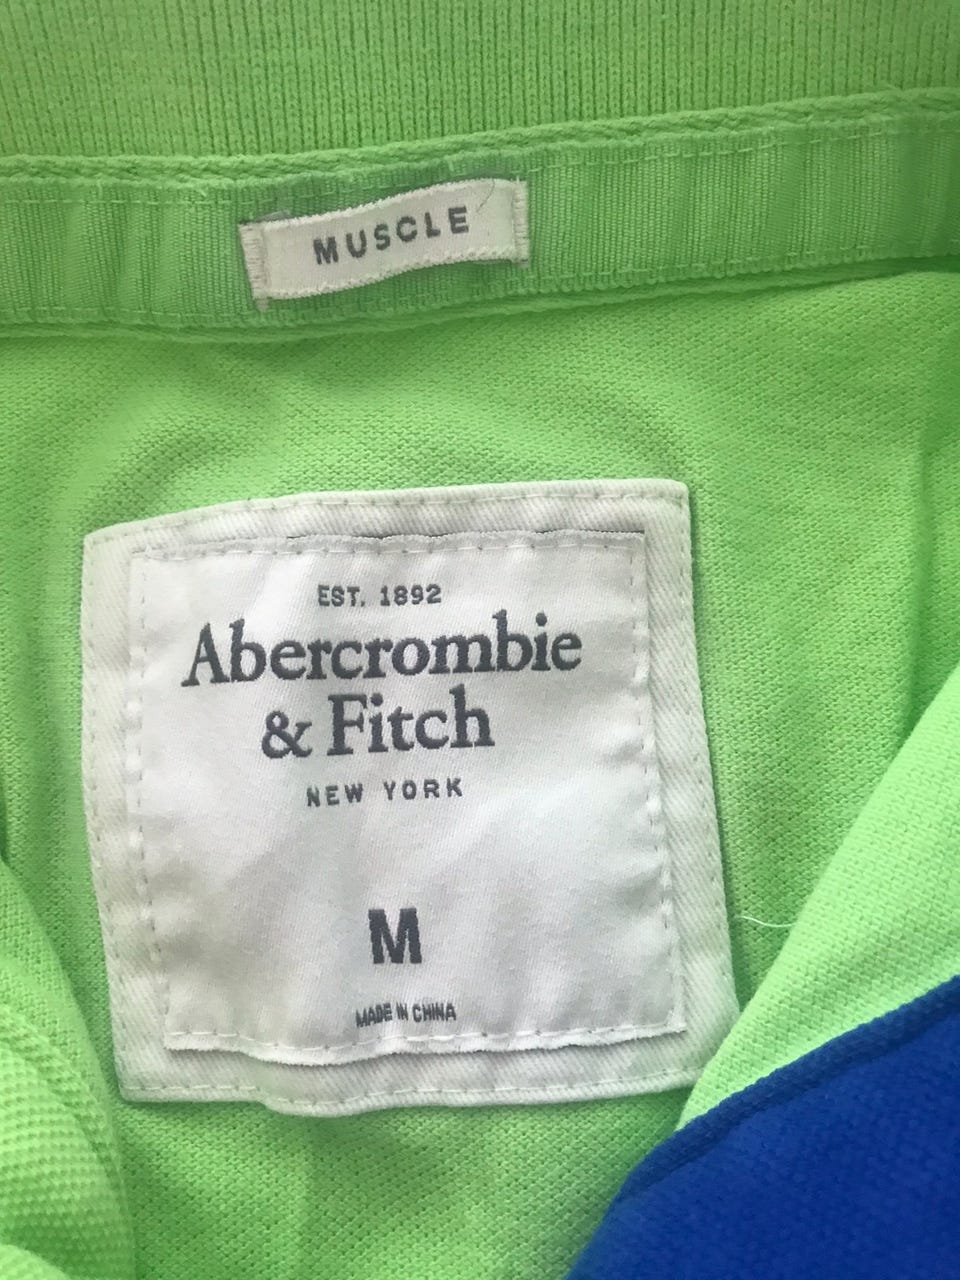 MUSCLE
EST. 1892
Abercrombie
& Fitch
NEW YORK
M
MADE IN CHINA